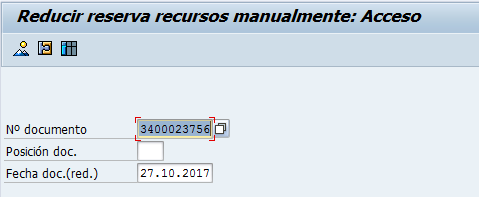 Reducir reserva recursos manualmente: Acceso
Nº documento 3400023756
Posición doc.
Fecha doc.(red.) 27.10.2017